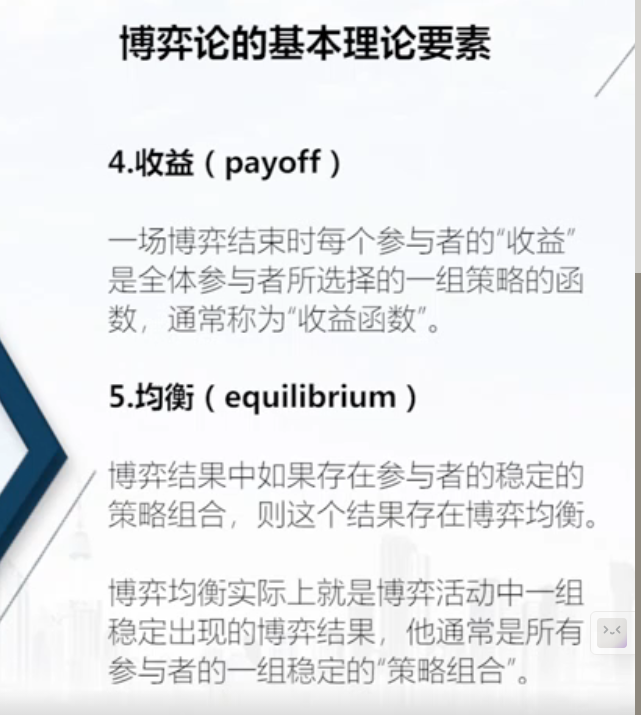 博弈论的基本理论要素
4.收益（payoff）
一场博弈结束时每个参与者的“收益”
是全体参与者所选择的一组策略的函
数，通常称为“收益函数”。
5.均衡（equilibrium）
博弈结果中如果存在参与者的稳定的
策略组合，则这个结果存在博弈均衡。
博弈均衡实际上就是博弈活动中一组
稳定出现的博弈结果，他通常是所有
参与者的一组稳定的“策略组合”。